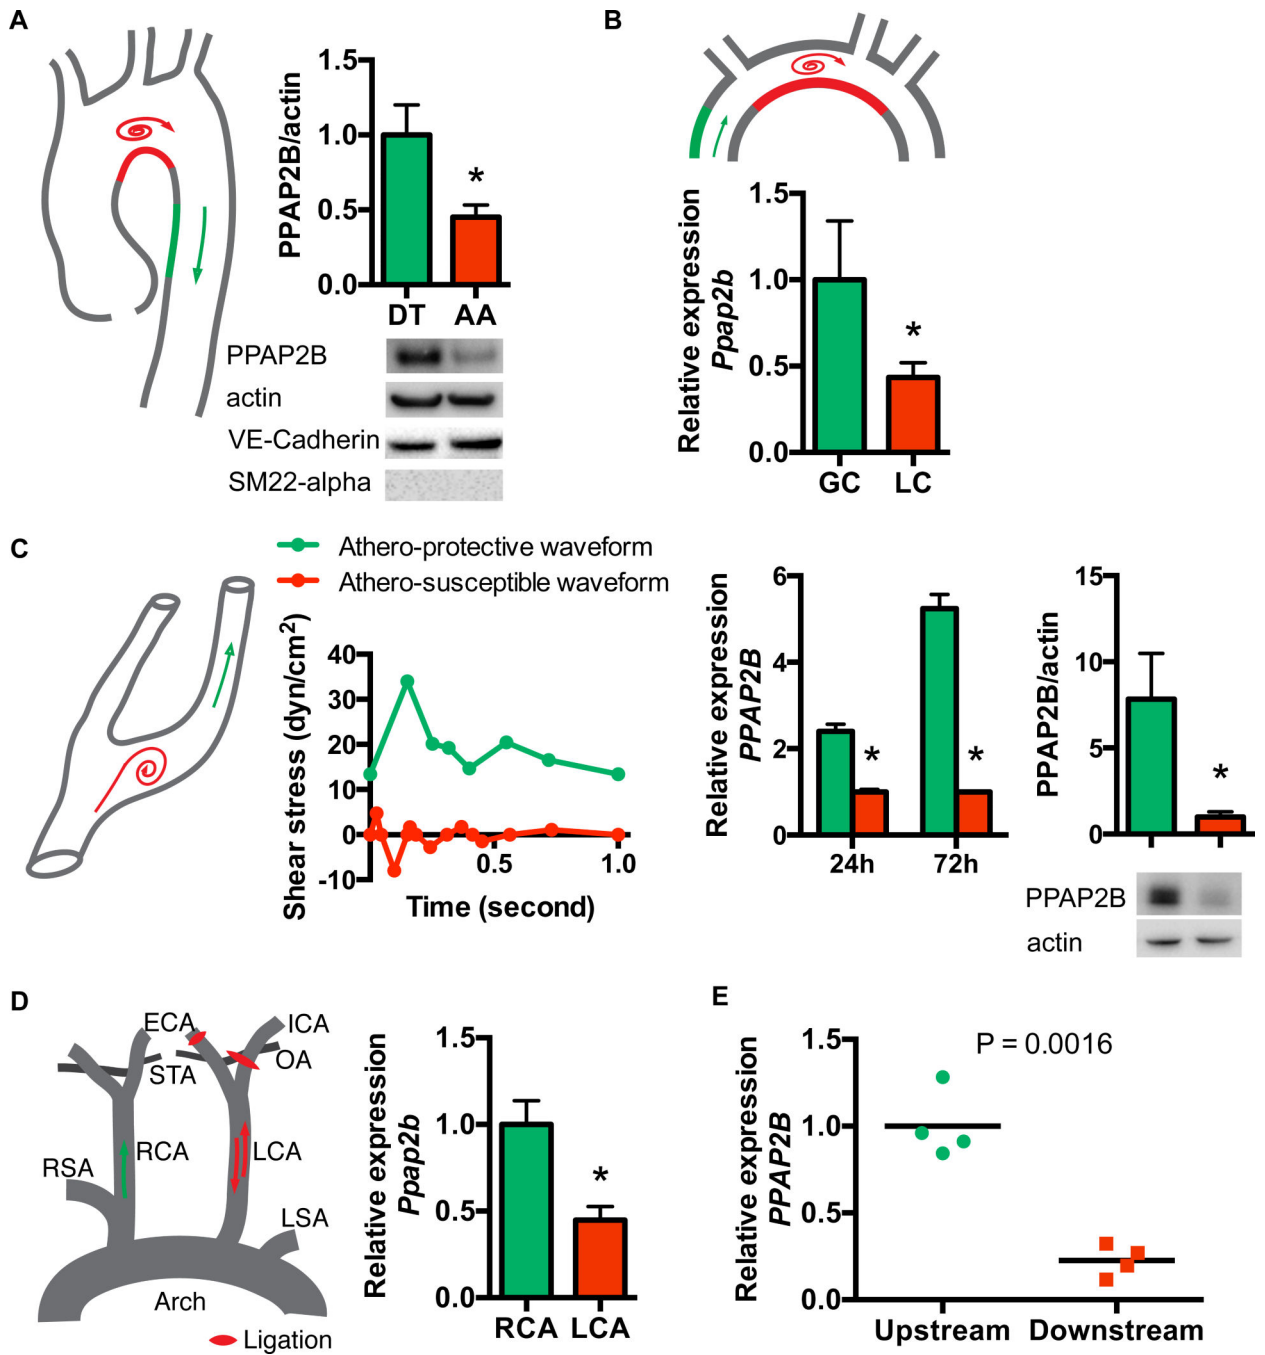 A
PPAP2B/actin
1.5
1.0
0.5
0.0
DT AA
*
PPAP2B
actin
VE-Cadherin
SM22-alpha
B
Relative expression
Ppap2b
1.5
1.0
0.5
0.0
GC LC
*
C
Athero-protective waveform
Athero-susceptible waveform
Shear stress (dyn/cm²)
40
30
20
10
0
-10
0.5 1.0
Time (second)
Relative expression
PPAP2B
6
4
2
0
24h 72h
* *
PPAP2B/actin
15
10
5
0
*
PPAP2B
actin
D
ECA ICA
STA OA
RCA LCA
RSA
LSA
Arch
Ligation
Relative expression
Ppap2b
1.5
1.0
0.5
0.0
RCA LCA
*
E
P = 0.0016
Relative expression
PPAP2B
1.5
1.0
0.5
0.0
Upstream Downstream